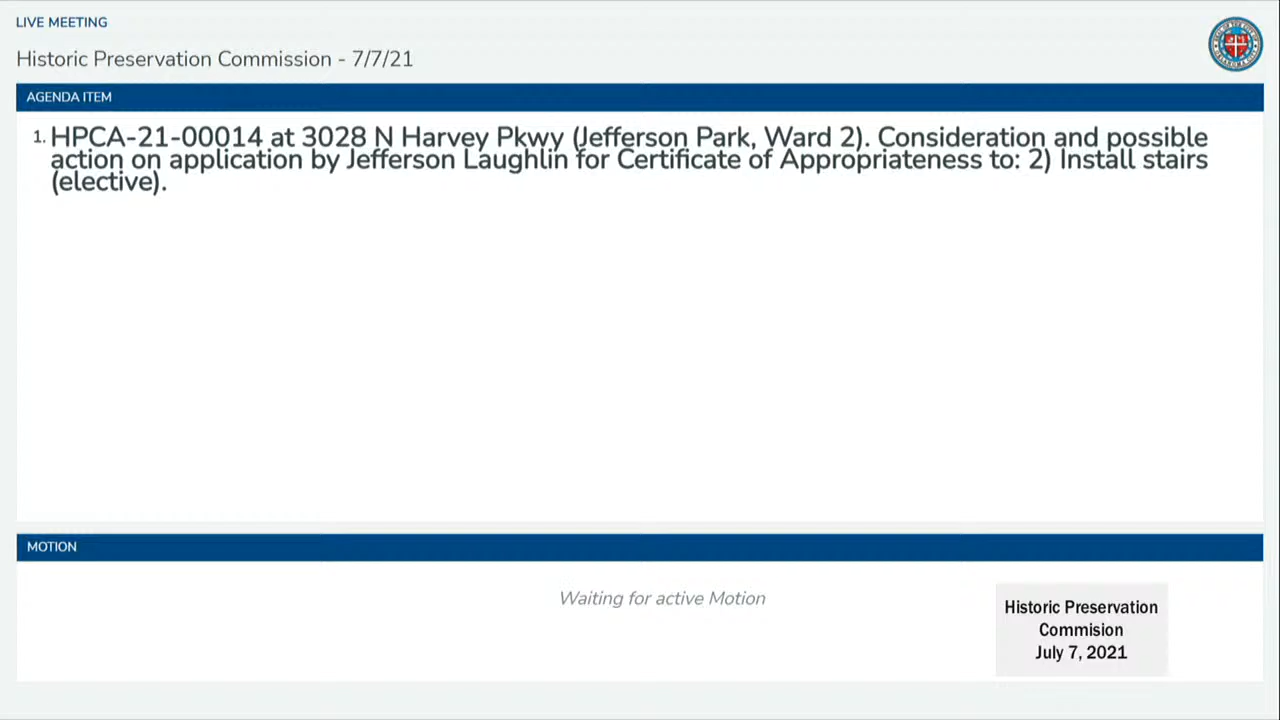 LIVE MEETING
Historic Preservation Commission - 7/7/21
AGENDA ITEM
1. HPCA-21-00014 at 3028 N Harvey Pkwy (Jefferson Park, Ward 2). Consideration and possible
action on application by Jefferson Laughlin for Certificate of Appropriateness to: 2) Install stairs
(elective).
MOTION
Waiting for active Motion
Historic Preservation
Commision
July 7, 2021